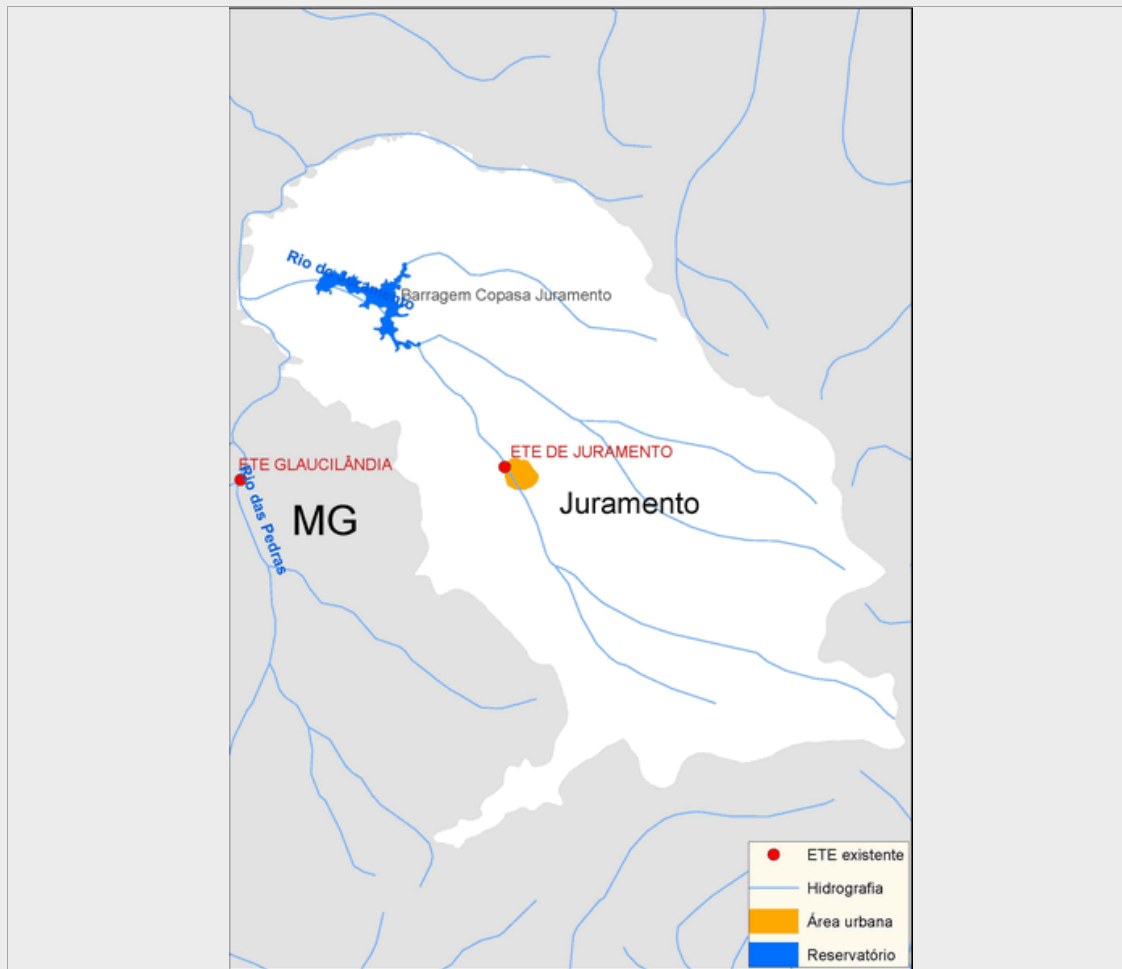 Rio do Juramento
Barragem Copasa Juramento
ETE DE JURAMENTO
ETE GLAUCILÂNDIA
Rio das Pedras
MG
Juramento
ETE existente
Hidrografia
Área urbana
Reservatório